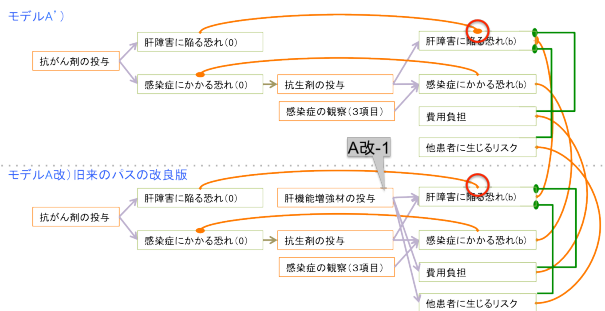 モデルA')
肝障害に陥る恐れ(0)
肝障害に陥る恐れ(b)
抗がん剤の投与
感染症にかかる恐れ(0)
抗生剤の投与
感染症にかかる恐れ(b)
感染症の観察(3項目)
費用負担
他患者に生じるリスク
A改-1
モデルA改)旧来のパスの改良版
肝障害に陥る恐れ(0)
肝機能増強材の投与
肝障害に陥る恐れ(b)
抗がん剤の投与
感染症にかかる恐れ(0)
抗生剤の投与
感染症にかかる恐れ(b)
感染症の観察(3項目)
費用負担
他患者に生じるリスク